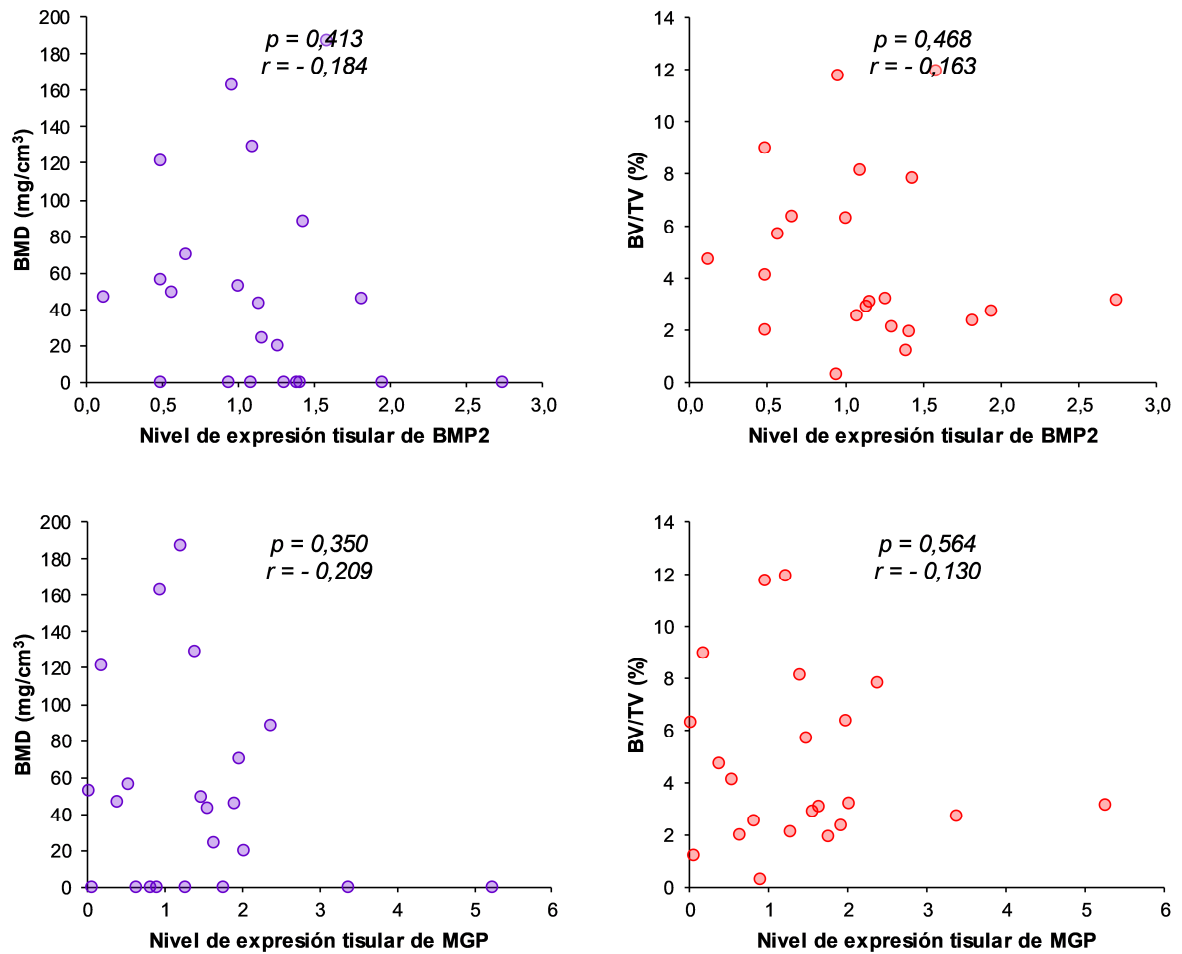 p = 0,413
r = - 0,184
BMD (mg/cm³)
200
180
160
140
120
100
80
60
40
20
0
0,0 0,5 1,0 1,5 2,0 2,5 3,0
Nivel de expresión tisular de BMP2
p = 0,468
r = - 0,163
BV/TV (%)
14
12
10
8
6
4
2
0
0,0 0,5 1,0 1,5 2,0 2,5 3,0
Nivel de expresión tisular de BMP2
p = 0,350
r = - 0,209
BMD (mg/cm³)
200
180
160
140
120
100
80
60
40
20
0
0 1 2 3 4 5 6
Nivel de expresión tisular de MGP
p = 0,564
r = - 0,130
BV/TV (%)
14
12
10
8
6
4
2
0
0 1 2 3 4 5 6
Nivel de expresión tisular de MGP